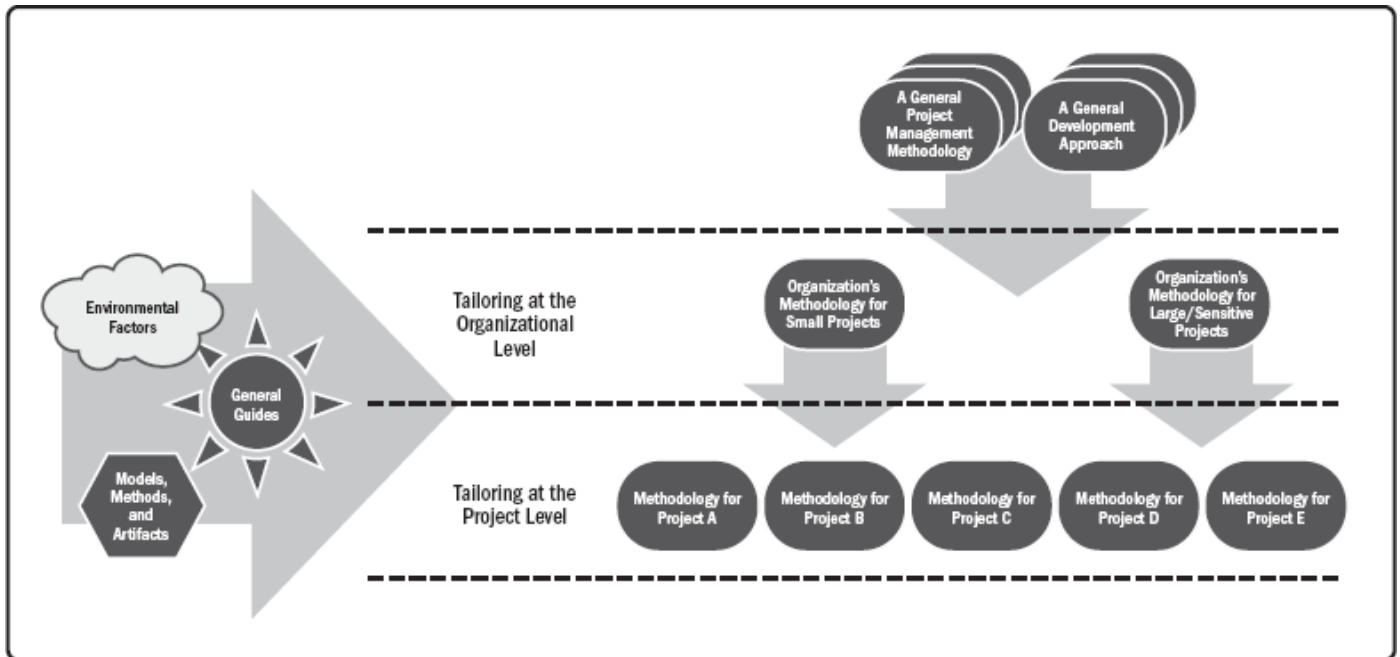 A General
Project
Management
Methodology
A General
Development
Approach
Environmental
Factors
General
Guides
Models,
Methods,
and
Artifacts
Tailoring at the
Organizational
Level
Organization's
Methodology for
Small Projects
Organization's
Methodology for
Large/Sensitive
Projects
Tailoring at the
Project Level
Methodology for
Project A
Methodology for
Project B
Methodology for
Project C
Methodology for
Project D
Methodology for
Project E